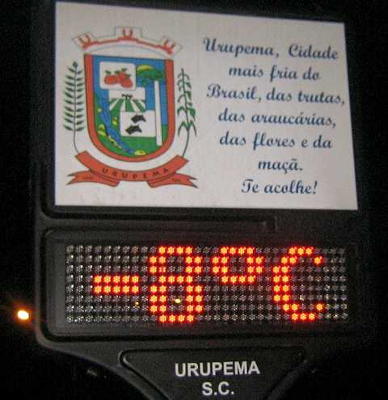 Urupema, Cidade
mais fria do
Brasil, das trutas,
das araucárias,
das flores e da
maçã.
Te acolhe!
URUPEMA
-8°C
URUPEMA
S.C.